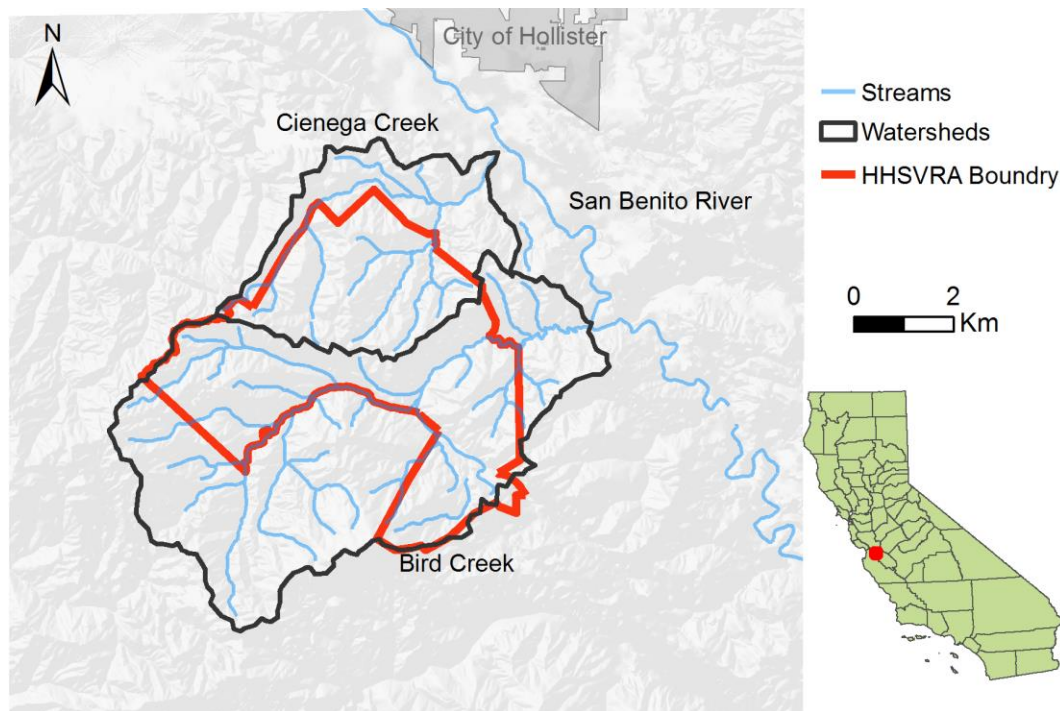 N
City of Hollister
Cienega Creek
San Benito River
Bird Creek
Streams
Watersheds
HHSVRA Boundry
0 2
Km